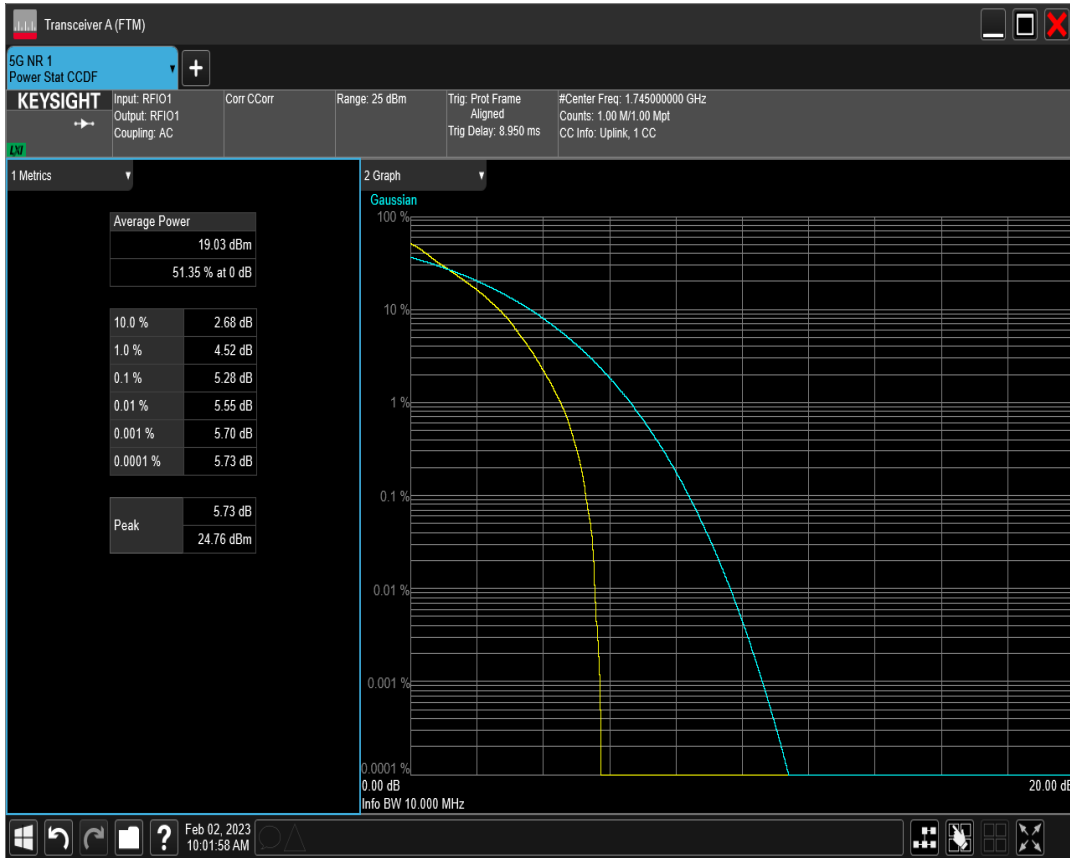 Transceiver A (FTM)
5G NR 1
Power Stat CCDF
+
KEYSIGHT
LXI
Input: RFIO1
Output: RFIO1
Coupling: AC
Corr CCorr
Range: 25 dBm
Trig: Prot Frame
Aligned
Trig Delay: 8.950 ms
#Center Freq: 1.745000000 GHz
Counts: 1.00 M/1.00 Mpt
CC Info: Uplink, 1 CC
1 Metrics
Average Power
19.03 dBm
51.35 % at 0 dB
10.0 % 2.68 dB
1.0 % 4.52 dB
0.1 % 5.28 dB
0.01 % 5.55 dB
0.001 % 5.70 dB
0.0001 % 5.73 dB
Peak
5.73 dB
24.76 dBm
2 Graph
Gaussian
100 %
10 %
1 %
0.1 %
0.01 %
0.001 %
0.0001 %
0.00 dB 20.00 dB
Info BW 10.000 MHz
?
Feb 02, 2023
10:01:58 AM